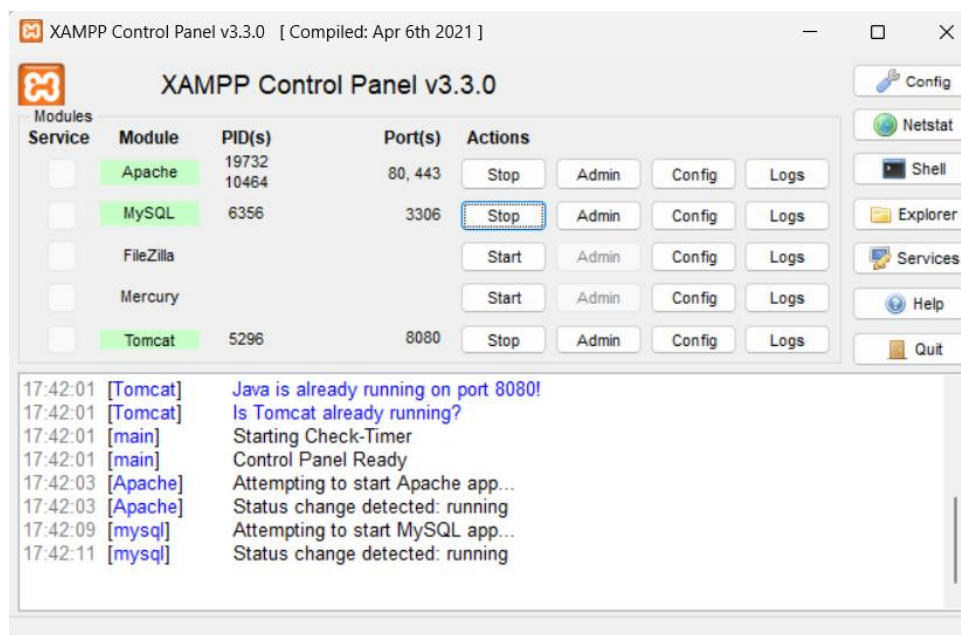 XAMPP Control Panel v3.3.0 [ Compiled: Apr 6th 2021 ]
XAMPP Control Panel v3.3.0
Config
Modules
Service Module PID(s) Port(s) Actions
Netstat
Apache 19732 10464 80, 443 Stop Admin Config Logs
Shell
MySQL 6356 3306 Stop Admin Config Logs
Explorer
FileZilla Start Admin Config Logs
Services
Mercury Start Admin Config Logs
Help
Tomcat 5296 8080 Stop Admin Config Logs
Quit
17:42:01 [Tomcat] Java is already running on port 8080!
17:42:01 [Tomcat] Is Tomcat already running?
17:42:01 [main] Starting Check-Timer
17:42:01 [main] Control Panel Ready
17:42:03 [Apache] Attempting to start Apache app...
17:42:03 [Apache] Status change detected: running
17:42:09 [mysql] Attempting to start MySQL app...
17:42:11 [mysql] Status change detected: running